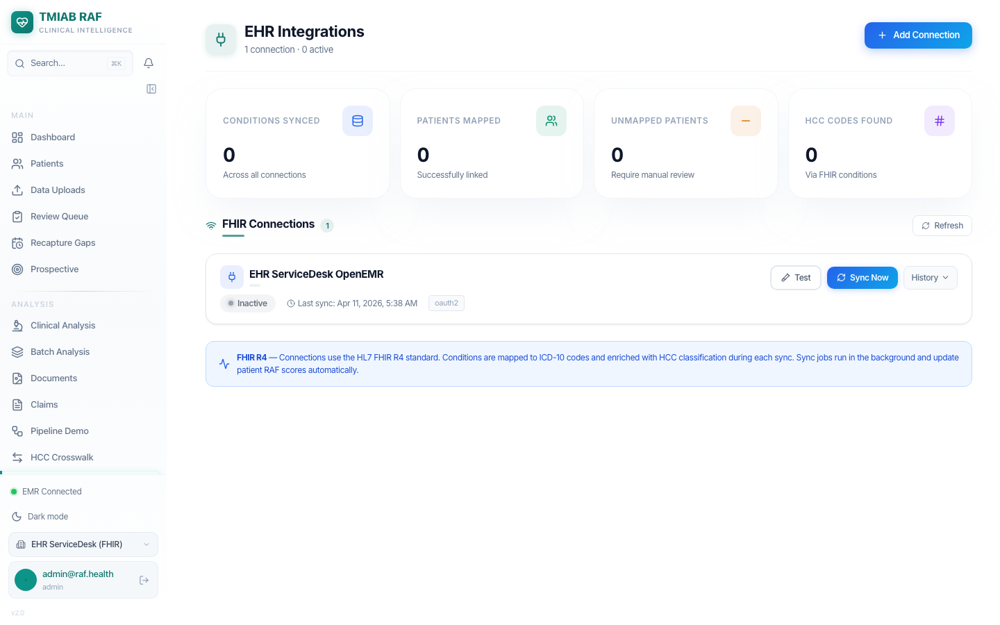 TMIAB RAF
CLINICAL INTELLIGENCE
Search...
⌘K
MAIN
Dashboard
Patients
Data Uploads
Review Queue
Recapture Gaps
Prospective
ANALYSIS
Clinical Analysis
Batch Analysis
Documents
Claims
Pipeline Demo
HCC Crosswalk
EMR Connected
Dark mode
EHR ServiceDesk (FHIR)
admin@raf.health
admin
v2.0
EHR Integrations
1 connection · 0 active
Add Connection
CONDITIONS SYNCED
0
Across all connections
PATIENTS MAPPED
0
Successfully linked
UNMAPPED PATIENTS
0
Require manual review
HCC CODES FOUND
0
Via FHIR conditions
FHIR Connections 1
Refresh
EHR ServiceDesk OpenEMR
Test
Sync Now
History
Inactive
Last sync: Apr 11, 2026, 5:38 AM
oauth2
FHIR R4 — Connections use the HL7 FHIR R4 standard. Conditions are mapped to ICD-10 codes and enriched with HCC classification during each sync. Sync jobs run in the background and update
patient RAF scores automatically.